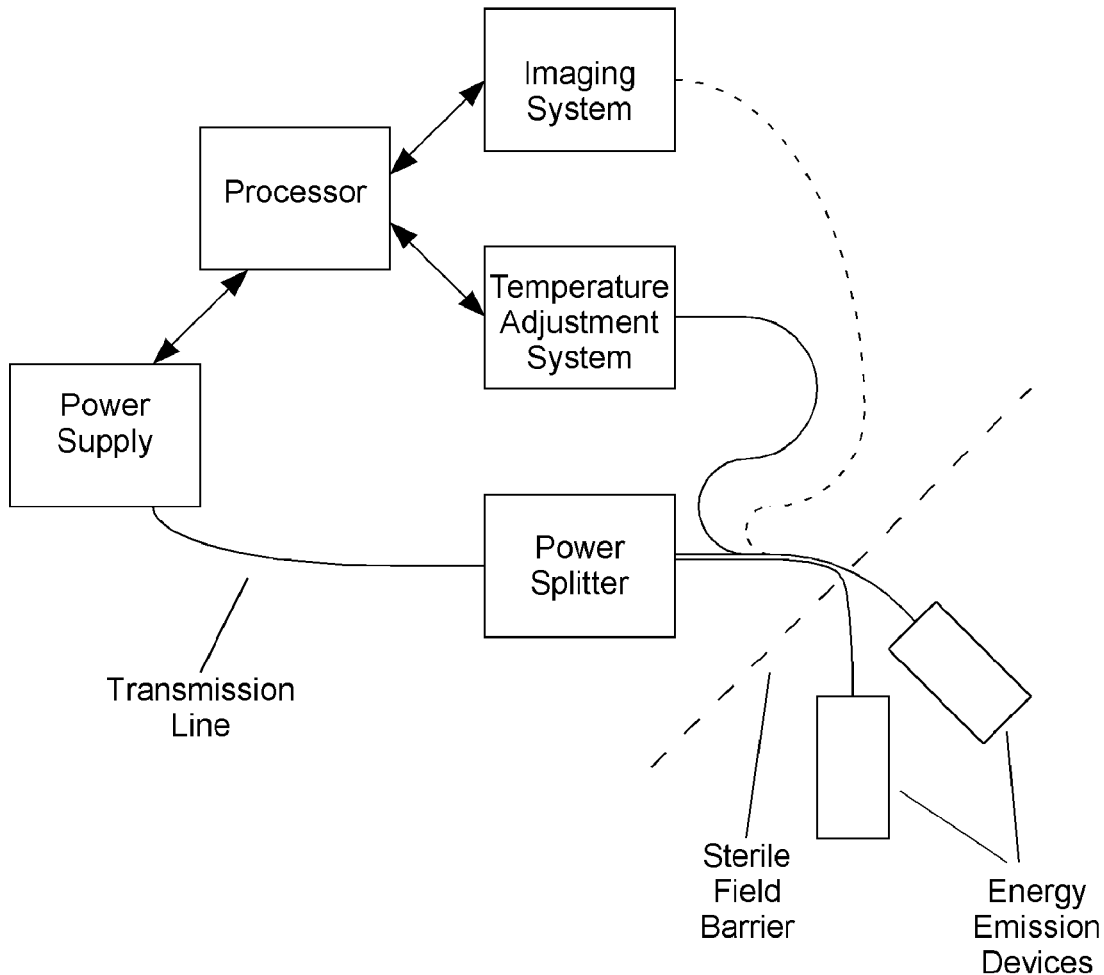 Imaging
System
Processor
Temperature
Adjustment
System
Power
Supply
Power
Splitter
Transmission
Line
Sterile
Field
Barrier
Energy
Emission
Devices